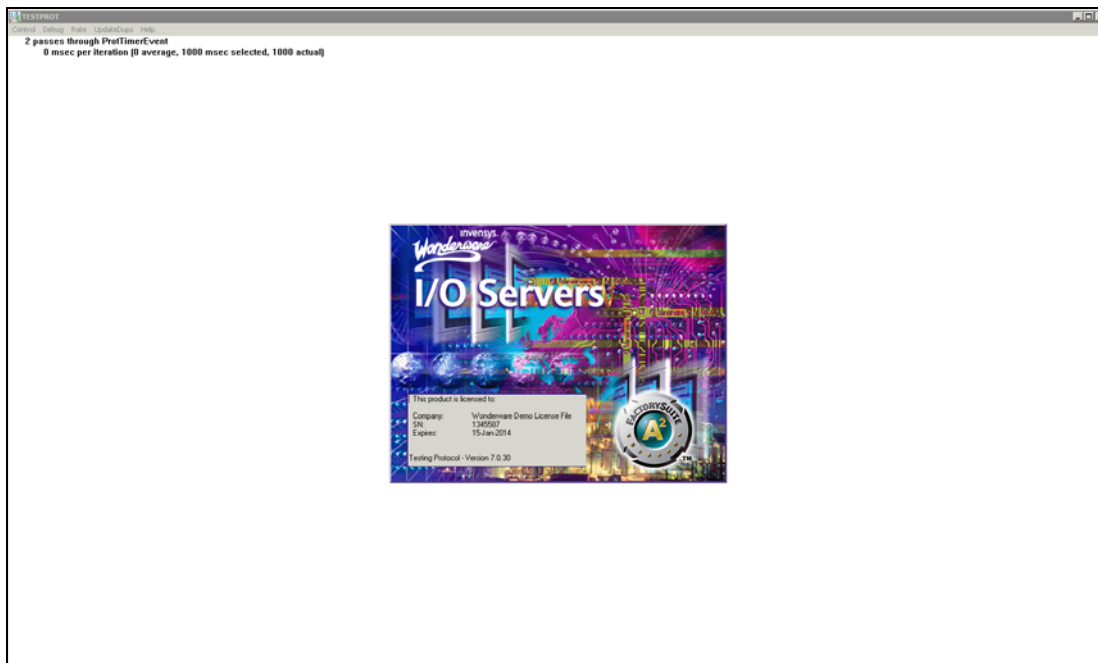 TESTPROT
Control Debug Rate UpdateDups Help
2 passes through ProtTimerEvent
0 msec per iteration (0 average, 1000 msec selected, 1000 actual)
invensys.
Wonderware
I/O Servers
This product is licensed to:
Company: Wonderware Demo License File
SN: 1345587
Expires: 15-Jan-2014
Testing Protocol - Version 7.0.30
FACTORYSUITE
A2
TM